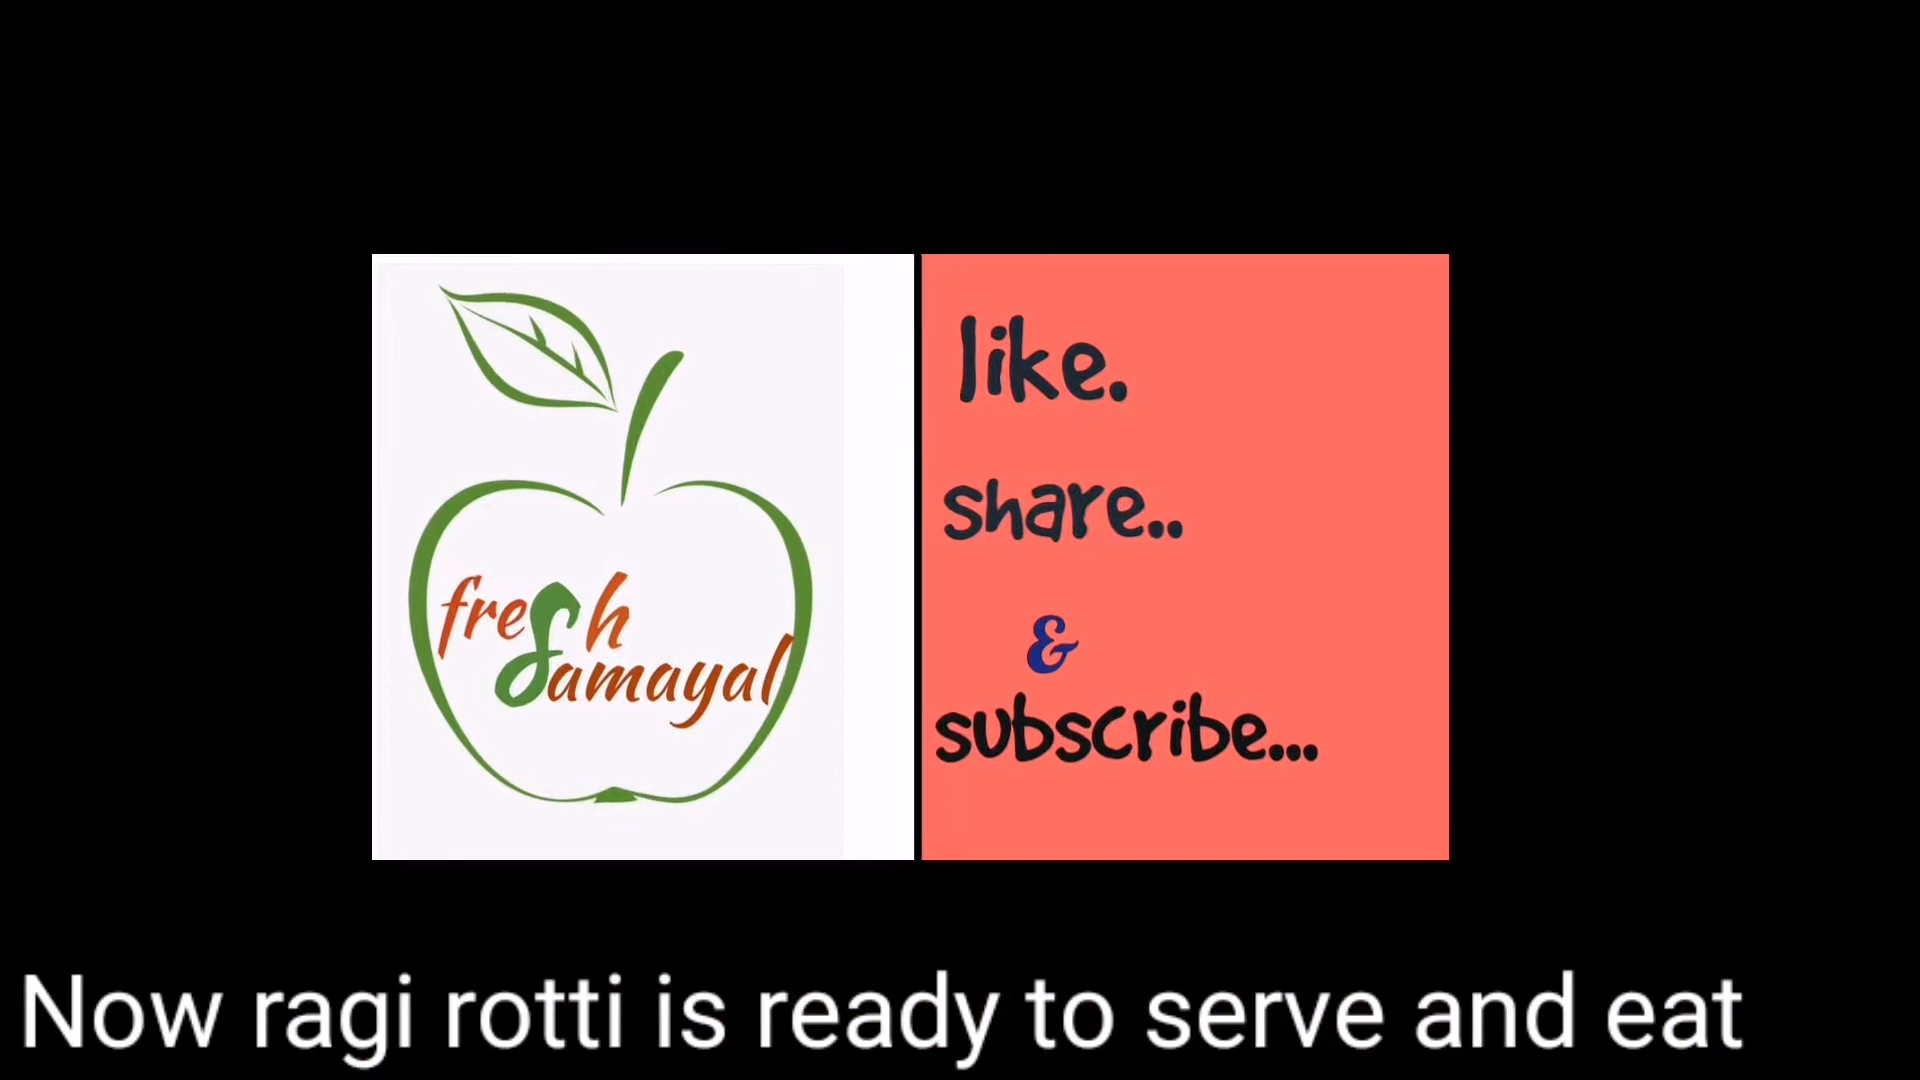 fresh
samayal
like.
share..
&
subscribe...
Now ragi rotti is ready to serve and eat